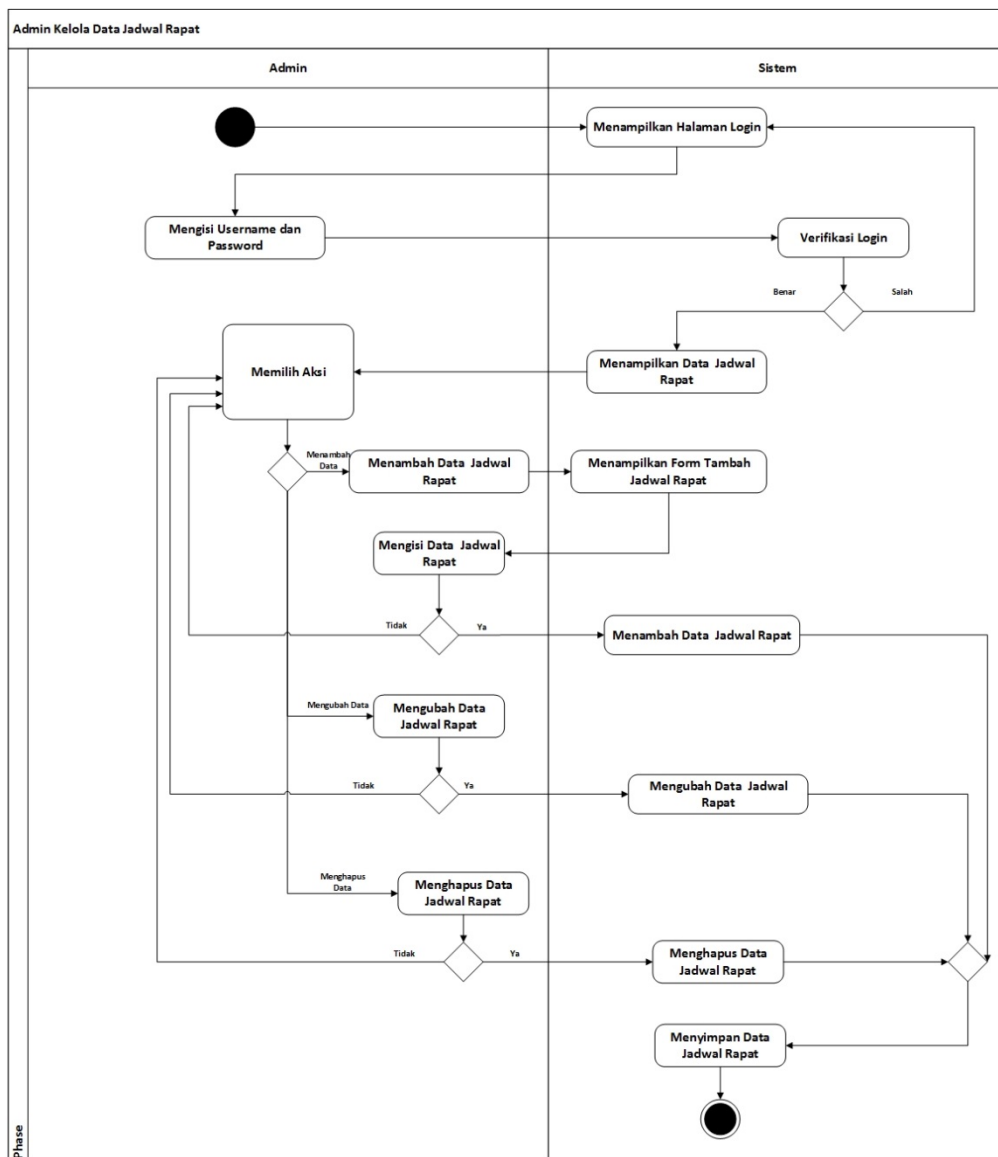 Admin Kelola Data Jadwal Rapat
Admin
Sistem
Menampilkan Halaman Login
Mengisi Username dan
Password
Verifikasi Login
Benar
Salah
Memilih Aksi
Menampilkan Data Jadwal
Rapat
Menambah
Data
Menambah Data Jadwal
Rapat
Menampilkan Form Tambah
Jadwal Rapat
Mengisi Data Jadwal
Rapat
Tidak
Ya
Menambah Data Jadwal Rapat
Mengubah Data
Mengubah Data
Jadwal Rapat
Tidak
Ya
Mengubah Data Jadwal
Rapat
Menghapus
Data
Menghapus Data
Jadwal Rapat
Tidak
Ya
Menghapus Data
Jadwal Rapat
Menyimpan Data
Jadwal Rapat
Phase